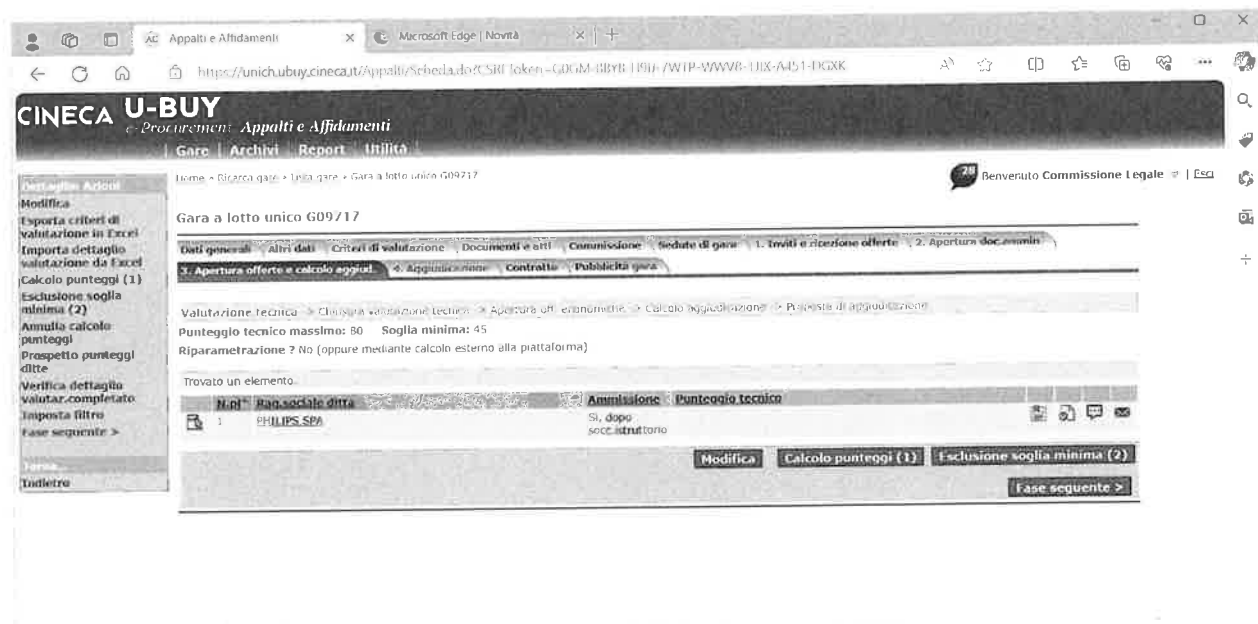 Appalti e Affidamenti
Microsoft Edge | Novità
CINECA U-BUY
e-Procurement Appalti e Affidamenti
Gare | Archivi | Report | Utilità
Home » Ricerca gare » Lista gare » Gara a lotto unico G09717
28 Benvenuto Commissione Legale | Esci
Dettaglio: Azioni
Modifica
Esporta criteri di
valutazione in Excel
Importa dettaglio
valutazione da Excel
Calcolo punteggi (1)
Esclusione soglia
minima (2)
Annulla calcolo
punteggi
Prospetto punteggi
ditte
Verifica dettaglio
valutaz.completato
Imposta filtro
Fase seguente >
Torna...
Indietro
Gara a lotto unico G09717
Dati generali Altri dati Criteri di valutazione Documenti e atti Commissione Sedute di gara 1. Inviti e ricezione offerte 2. Apertura doc.ammin
3. Apertura offerte e calcolo aggiud. 4. Aggiudicazione Contratto Pubblicità gara
Valutazione tecnica -> Chiusura valutazione tecnica -> Apertura off. economiche -> Calcolo aggiudicazione -> Proposta di aggiudicazione
Punteggio tecnico massimo: 80 Soglia minima: 45
Riparametrazione ? No (oppure mediante calcolo esterno alla piattaforma)
Trovato un elemento.
N.pl Rag.sociale ditta Ammissione Punteggio tecnico
1 PHILIPS SPA Si, dopo
socc.istruttorio
Modifica Calcolo punteggi (1) Esclusione soglia minima (2)
Fase seguente >